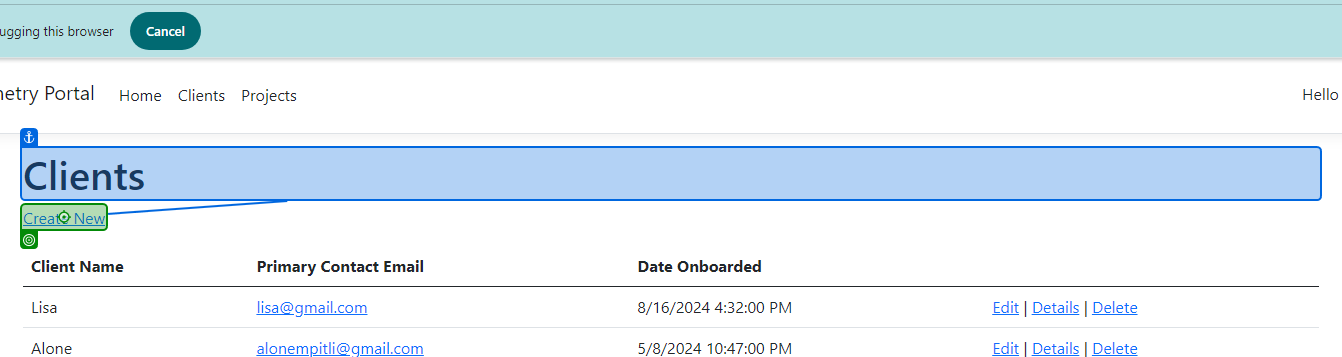 ugging this browser Cancel
netry Portal Home Clients Projects Hello
Clients
Create New
Client Name Primary Contact Email Date Onboarded
Lisa lisa@gmail.com 8/16/2024 4:32:00 PM Edit | Details | Delete
Alone alonempitli@gmail.com 5/8/2024 10:47:00 PM Edit | Details | Delete